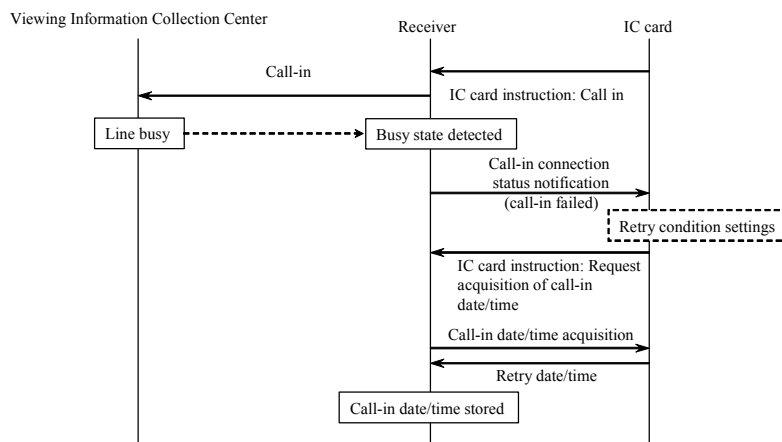 Viewing Information Collection Center
Receiver
IC card
Call-in
IC card instruction: Call in
Line busy
Busy state detected
Call-in connection
status notification
(call-in failed)
Retry condition settings
IC card instruction: Request
acquisition of call-in
date/time
Call-in date/time acquisition
Retry date/time
Call-in date/time stored